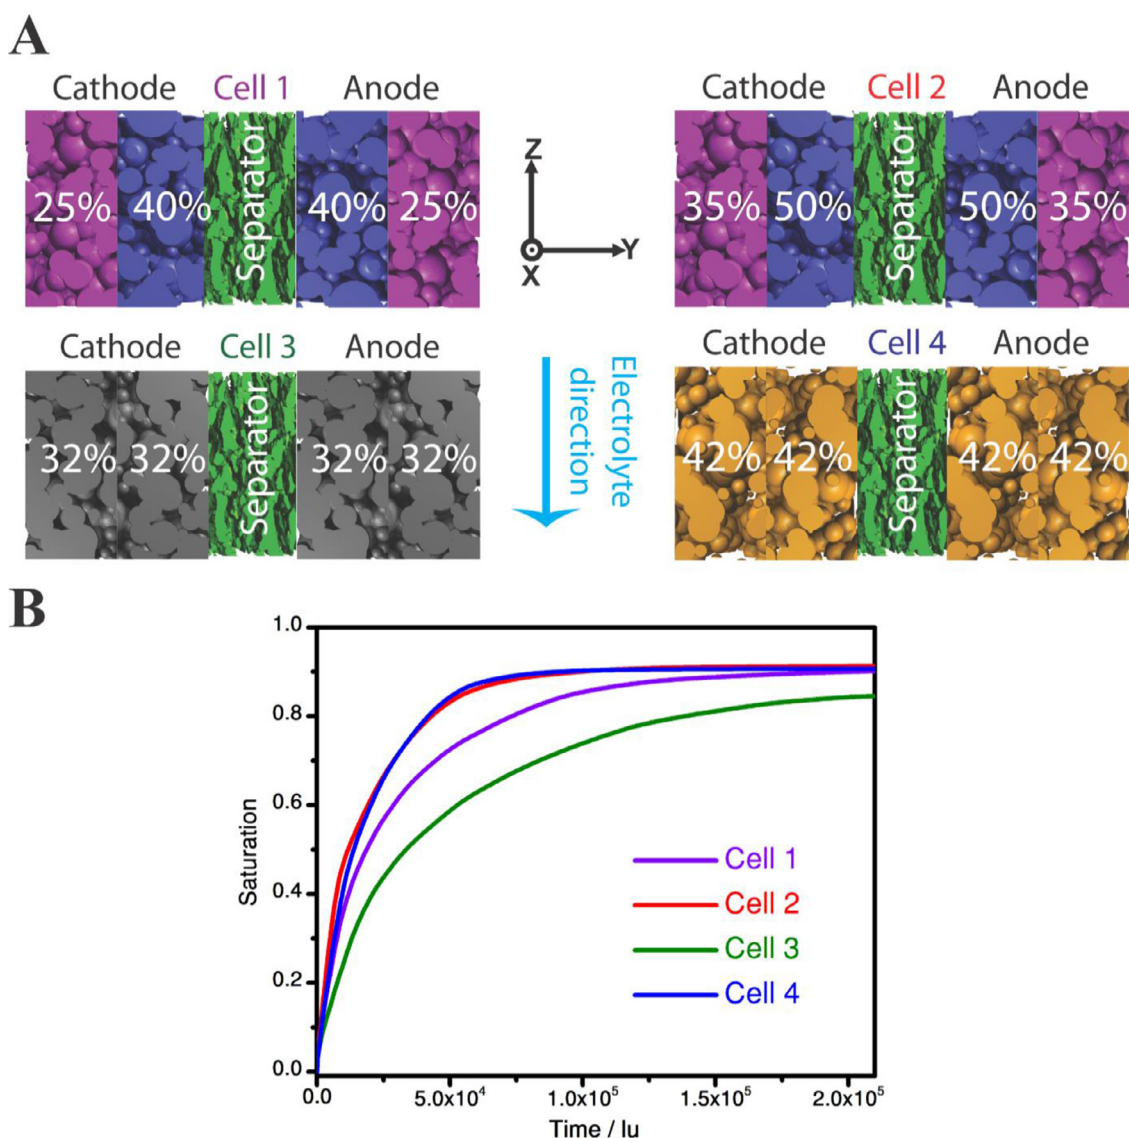 A
Cathode Cell 1 Anode
25% 40% Separator 40% 25%
Z
Y
X
Cathode Cell 2 Anode
35% 50% Separator 50% 35%
Cathode Cell 3 Anode
32% 32% Separator 32% 32%
Electrolyte
direction
Cathode Cell 4 Anode
42% 42% Separator 42% 42%
B
Saturation
1.0
0.8
0.6
0.4
0.2
0.0
Cell 1
Cell 2
Cell 3
Cell 4
0.0 5.0x10⁴ 1.0x10⁵ 1.5x10⁵ 2.0x10⁵
Time / lu